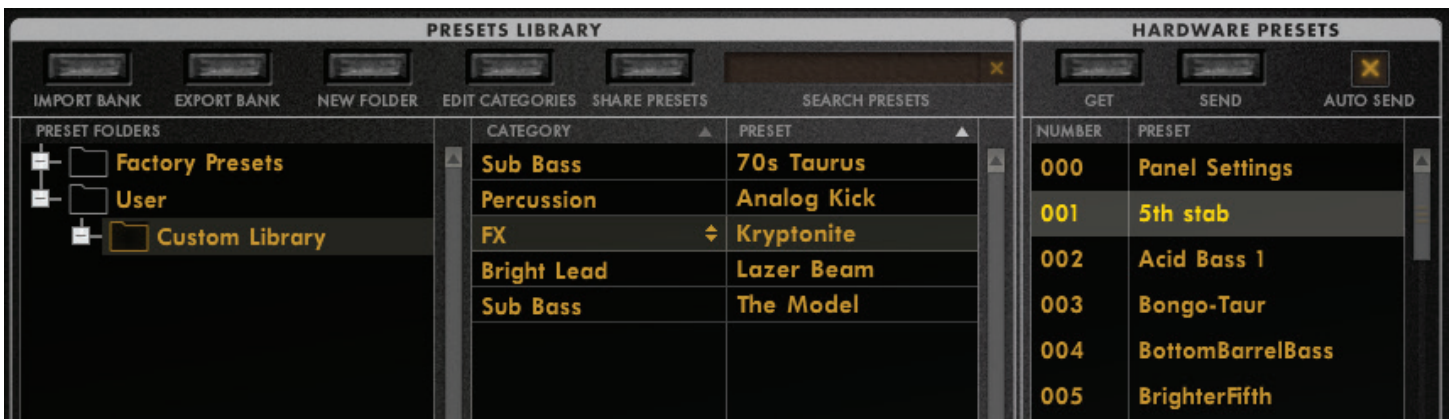 PRESETS LIBRARY
IMPORT BANK EXPORT BANK NEW FOLDER EDIT CATEGORIES SHARE PRESETS SEARCH PRESETS
PRESET FOLDERS
Factory Presets
User
Custom Library
CATEGORY PRESET
Sub Bass 70s Taurus
Percussion Analog Kick
FX Kryptonite
Bright Lead Lazer Beam
Sub Bass The Model
HARDWARE PRESETS
GET SEND AUTO SEND
NUMBER PRESET
000 Panel Settings
001 5th stab
002 Acid Bass 1
003 Bongo-Taur
004 BottomBarrelBass
005 BrighterFifth